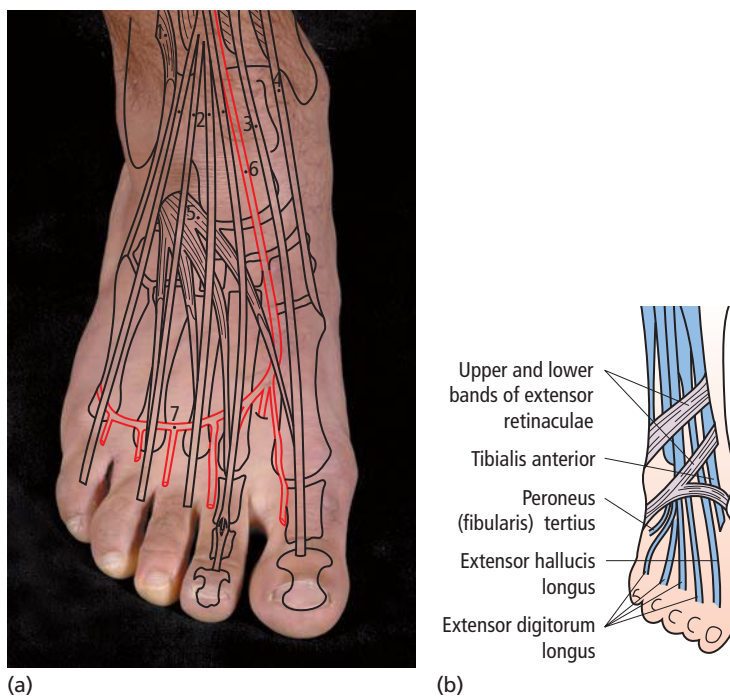 4
2
3
6
5
7
Upper and lower
bands of extensor
retinaculae
Tibialis anterior
Peroneus
(fibularis) tertius
Extensor hallucis
longus
Extensor digitorum
longus
(a)
(b)